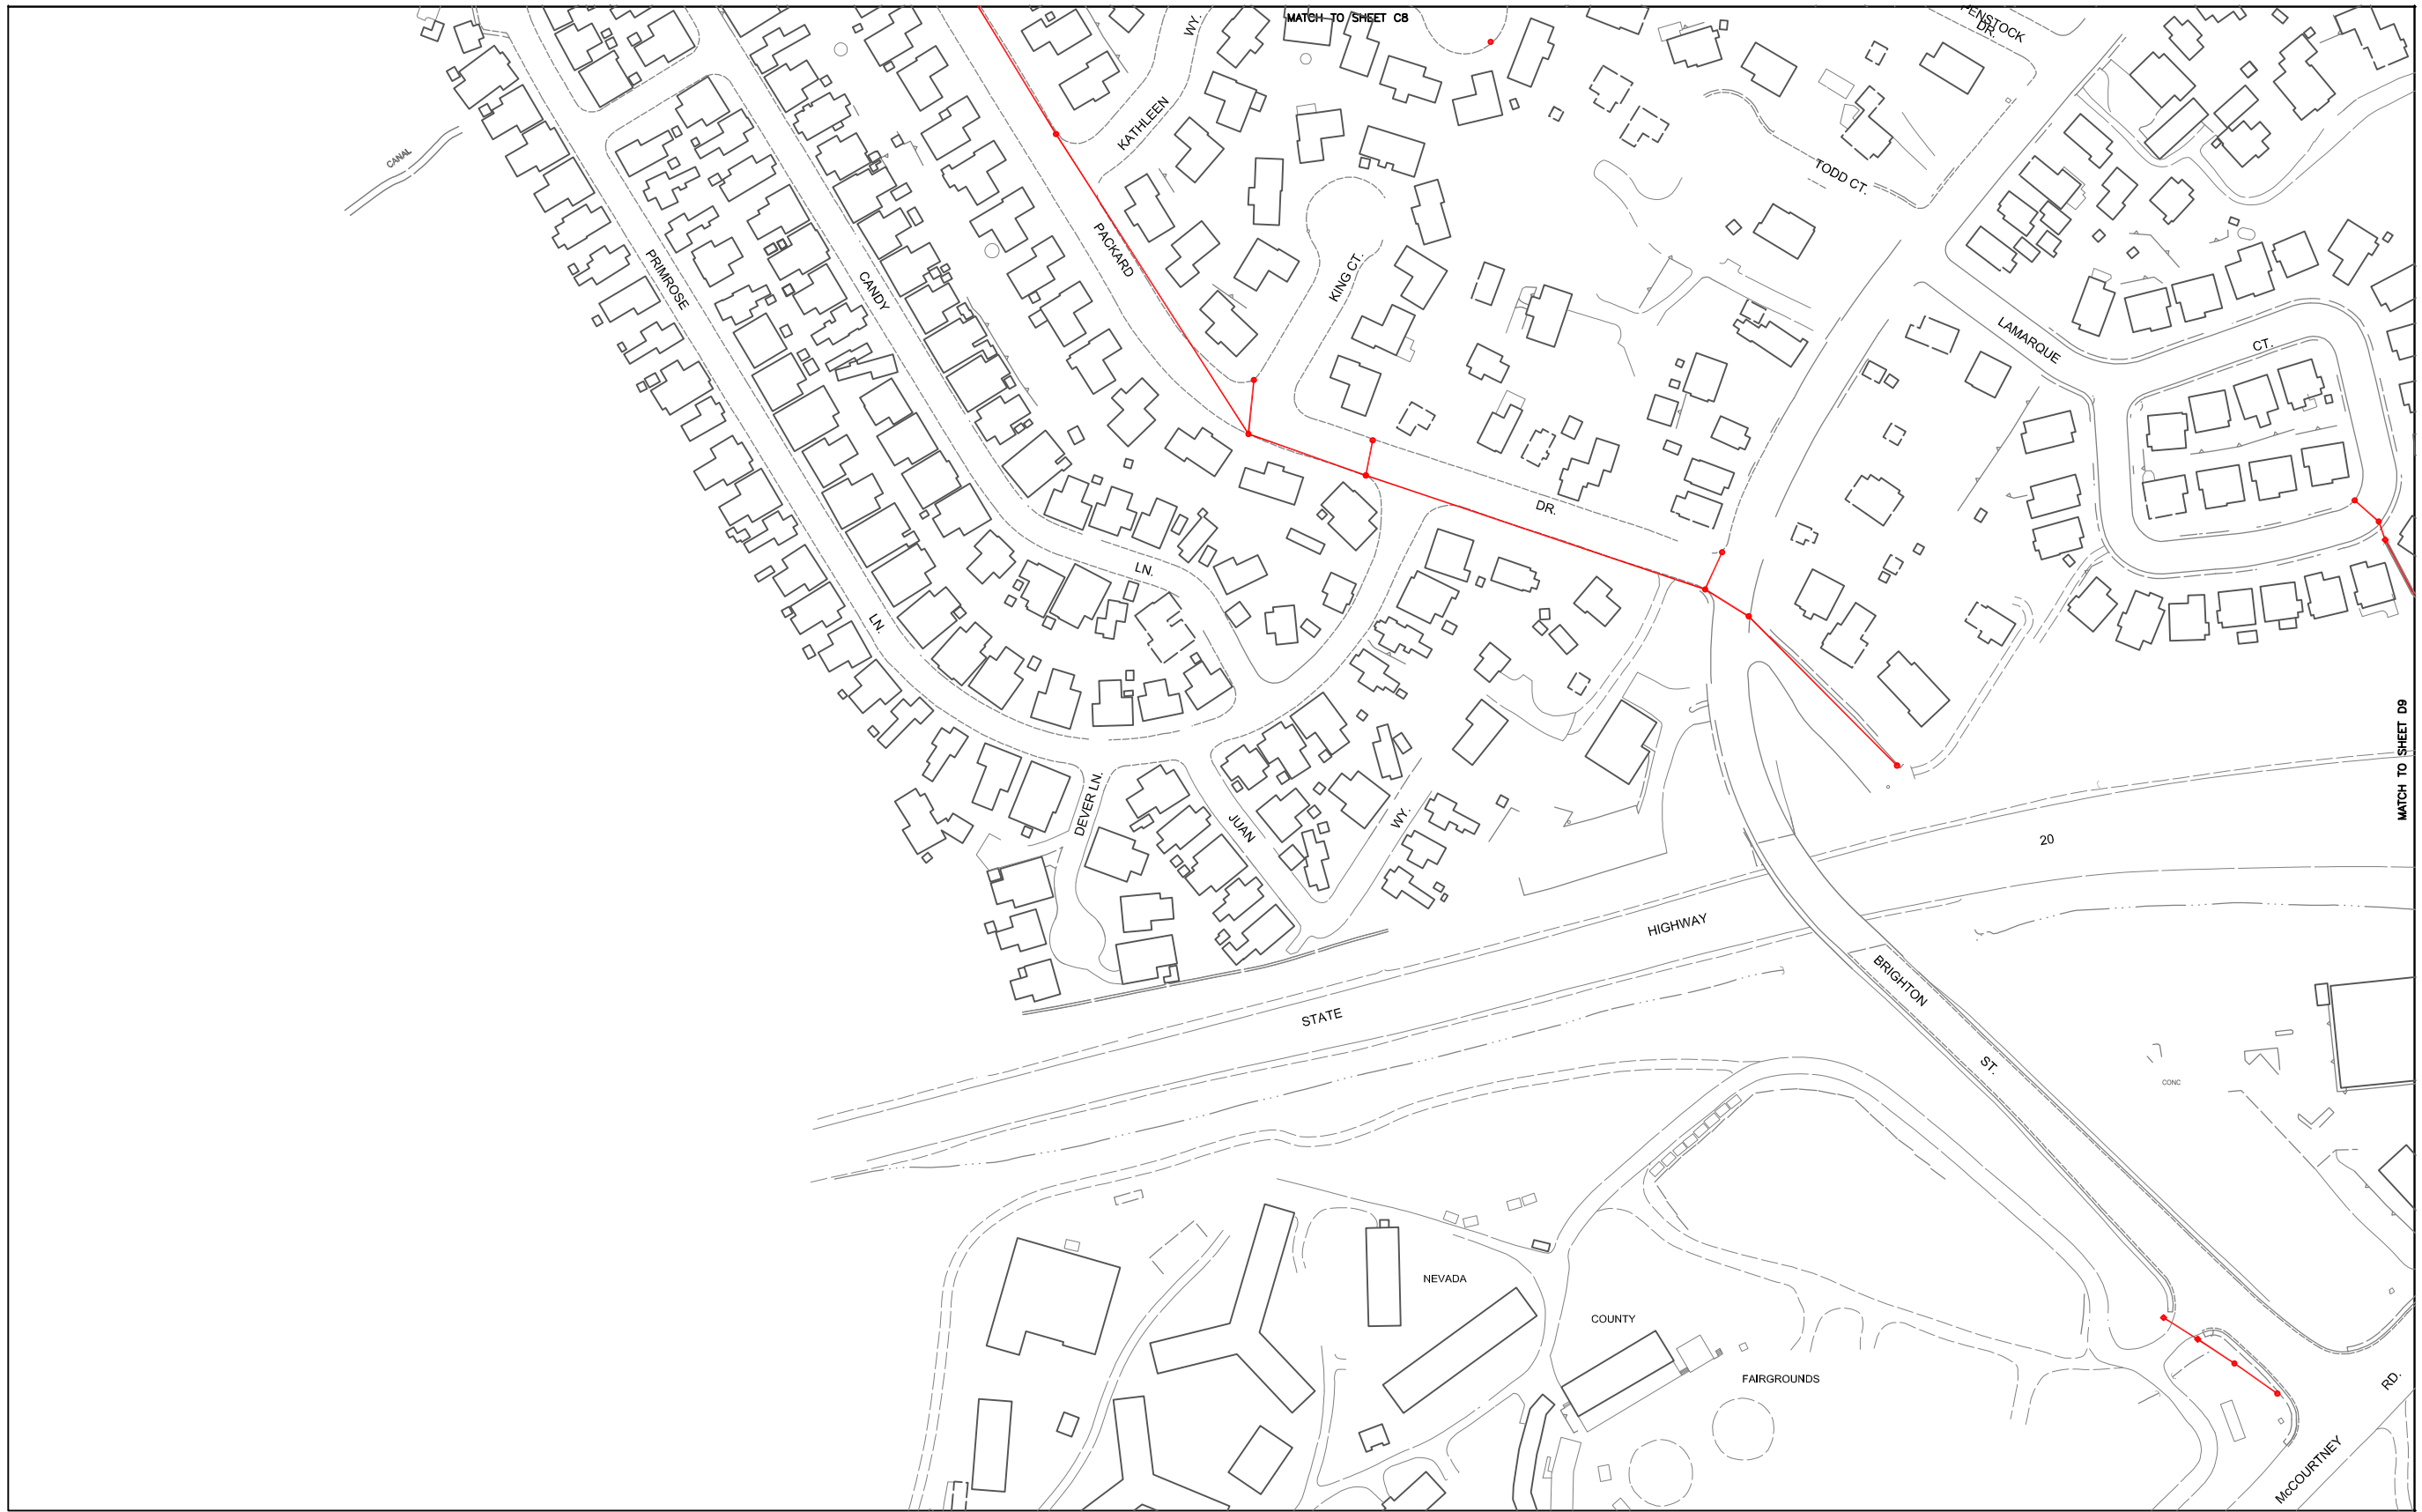 MATCH TO SHEET C8
PENSTOCK
DR.
WY.
KATHLEEN
CANAL
TODD CT.
PACKARD
PRIMROSE
CANDY
KING CT.
LAMARQUE
CT.
DR.
LN.
LN.
MATCH TO SHEET D9
DEVER LN.
JUAN
WY.
20
HIGHWAY
STATE
BRIGHTON
ST.
CONC
NEVADA
COUNTY
FAIRGROUNDS
RD.
McCOURTNEY